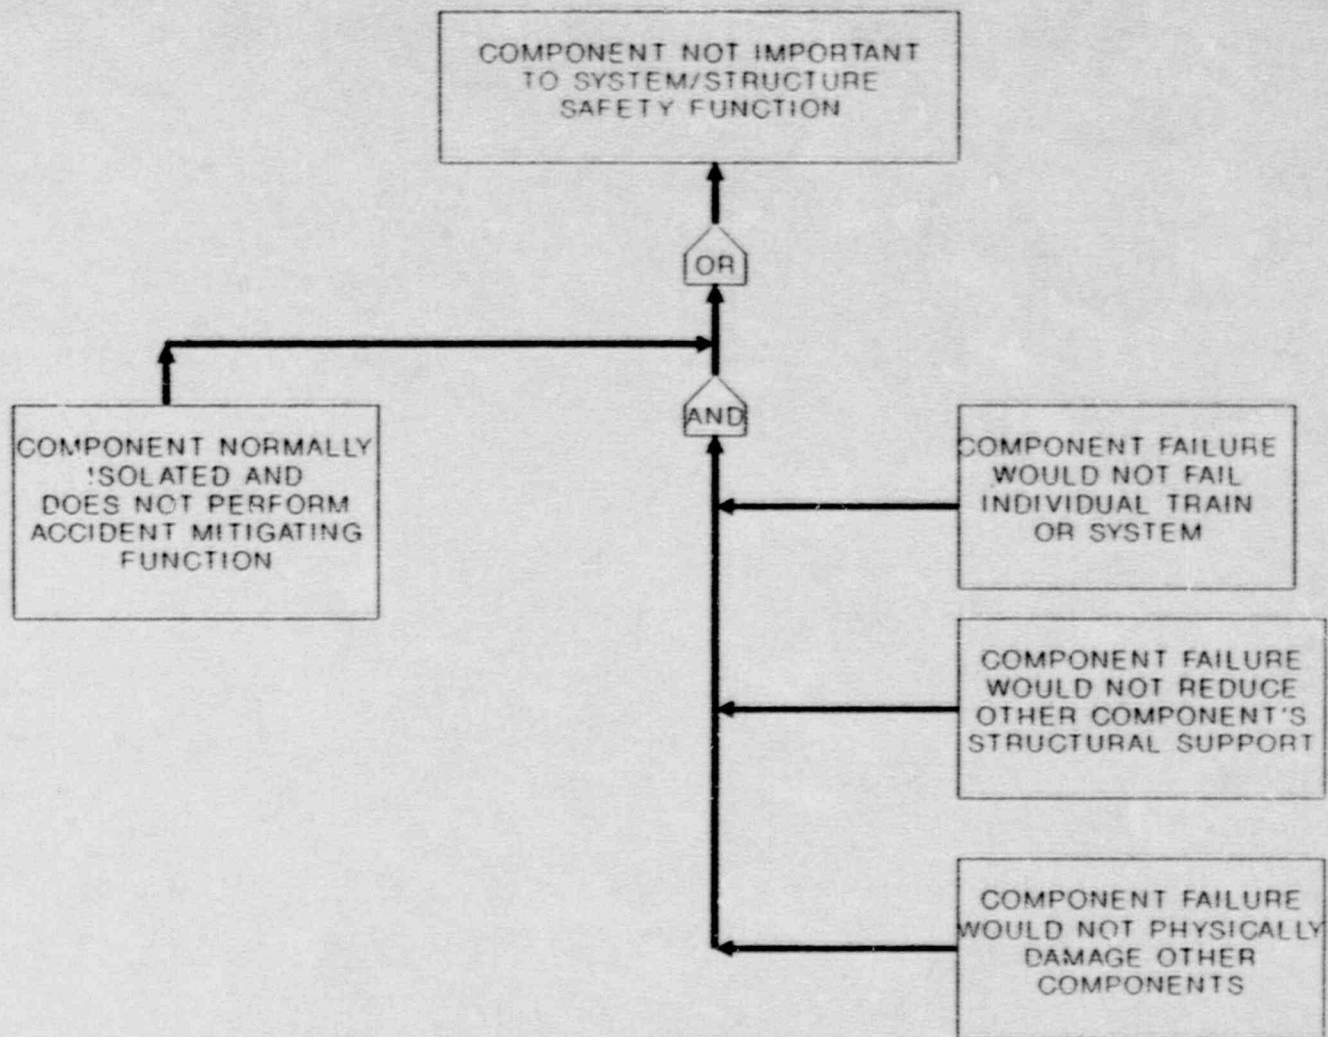 COMPONENT NOT IMPORTANT
TO SYSTEM/STRUCTURE
SAFETY FUNCTION
OR
AND
COMPONENT NORMALLY
ISOLATED AND
DOES NOT PERFORM
ACCIDENT MITIGATING
FUNCTION
COMPONENT FAILURE
WOULD NOT FAIL
INDIVIDUAL TRAIN
OR SYSTEM
COMPONENT FAILURE
WOULD NOT REDUCE
OTHER COMPONENT'S
STRUCTURAL SUPPORT
COMPONENT FAILURE
WOULD NOT PHYSICALLY
DAMAGE OTHER
COMPONENTS